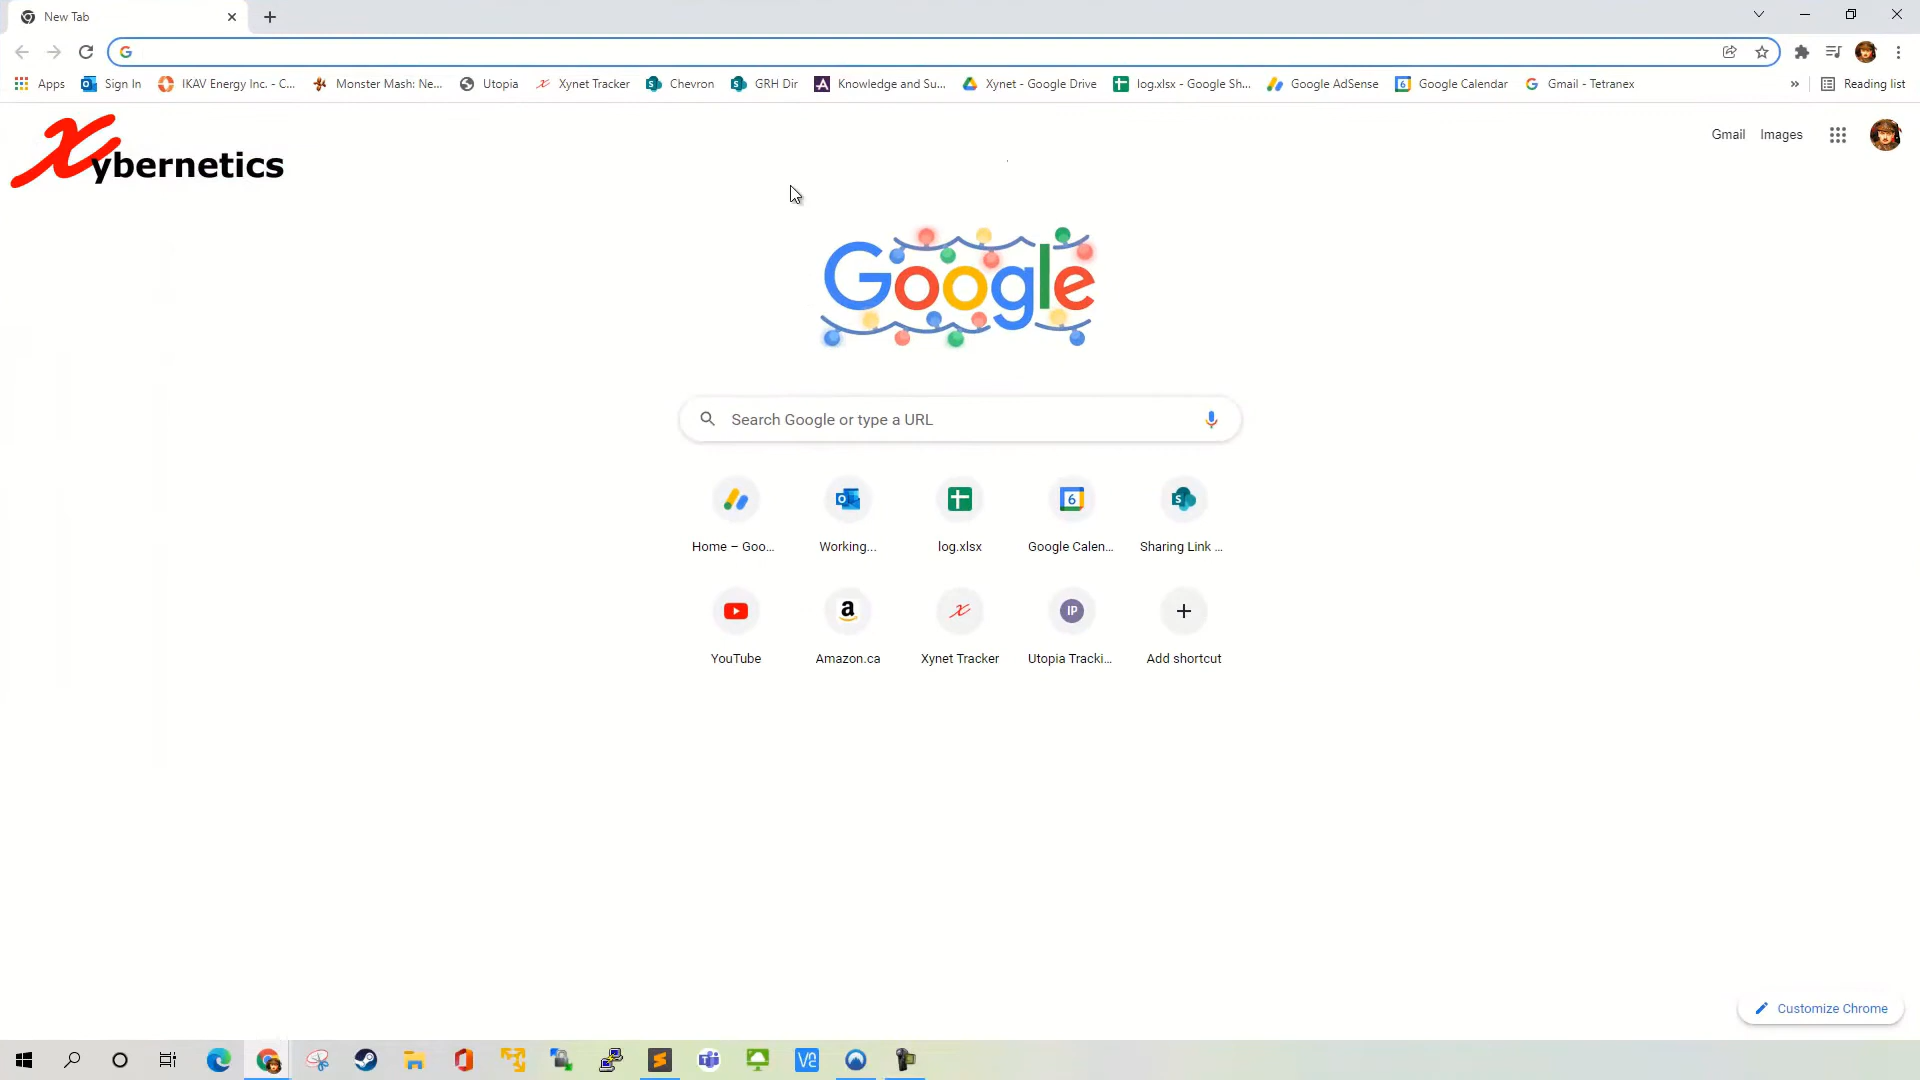 New Tab
Apps Sign In IKAV Energy Inc. - C... Monster Mash: Ne... Utopia Xynet Tracker Chevron GRH Dir Knowledge and Su... Xynet - Google Drive log.xlsx - Google Sh... Google AdSense Google Calendar Gmail - Tetranex » Reading list
Xybernetics
Gmail Images
Google
Search Google or type a URL
Home – Goo... Working... log.xlsx Google Calen... Sharing Link ...
YouTube Amazon.ca Xynet Tracker Utopia Tracki... Add shortcut
Customize Chrome